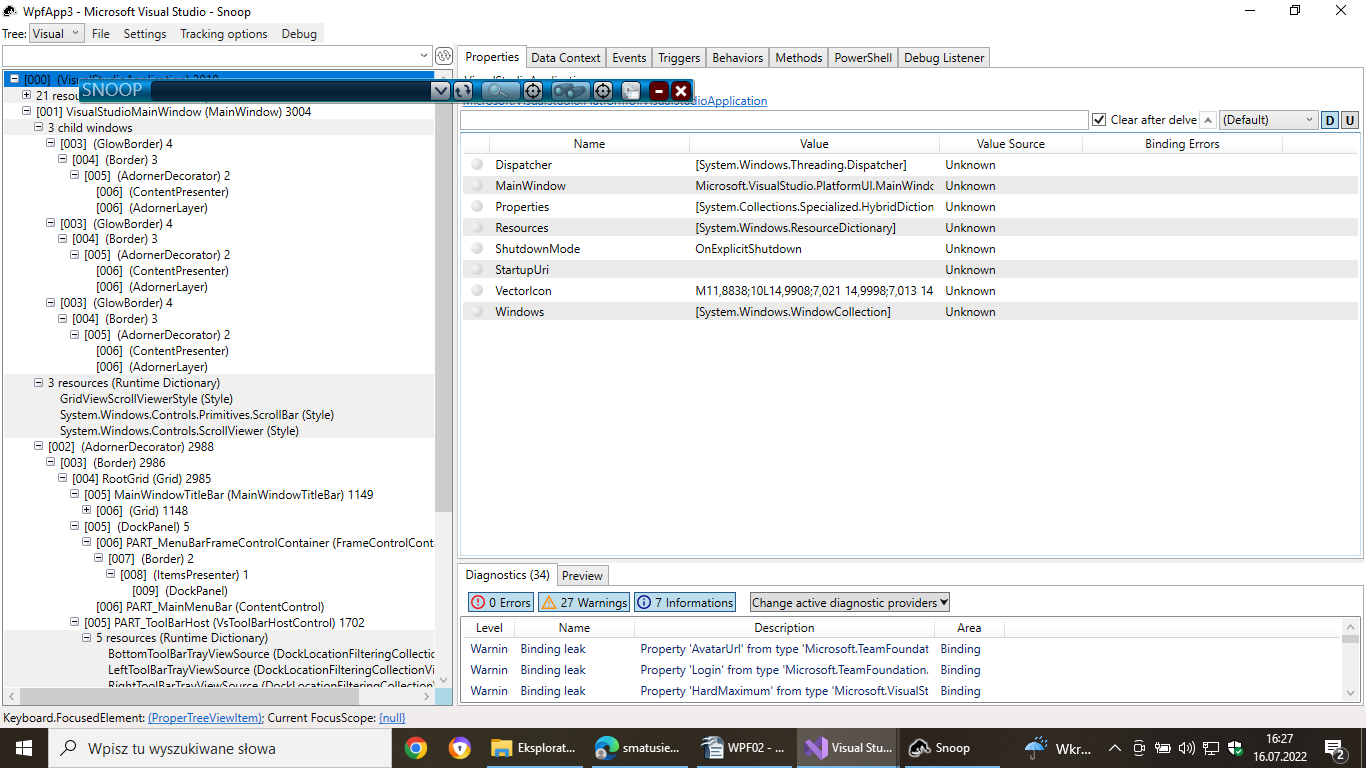 WpfApp3 - Microsoft Visual Studio - Snoop
Tree: Visual File Settings Tracking options Debug
[000] (VisualStudioApplication) 3010
SNOOP
21 resou
[001] VisualStudioMainWindow (MainWindow) 3004
3 child windows
[003] (GlowBorder) 4
[004] (Border) 3
[005] (AdornerDecorator) 2
[006] (ContentPresenter)
[006] (AdornerLayer)
[003] (GlowBorder) 4
[004] (Border) 3
[005] (AdornerDecorator) 2
[006] (ContentPresenter)
[006] (AdornerLayer)
[003] (GlowBorder) 4
[004] (Border) 3
[005] (AdornerDecorator) 2
[006] (ContentPresenter)
[006] (AdornerLayer)
3 resources (Runtime Dictionary)
GridViewScrollViewerStyle (Style)
System.Windows.Controls.Primitives.ScrollBar (Style)
System.Windows.Controls.ScrollViewer (Style)
[002] (AdornerDecorator) 2988
[003] (Border) 2986
[004] RootGrid (Grid) 2985
[005] MainWindowTitleBar (MainWindowTitleBar) 1149
[006] (Grid) 1148
[005] (DockPanel) 5
[006] PART_MenuBarFrameControlContainer (FrameControlConta
[007] (Border) 2
[008] (ItemsPresenter) 1
[009] (DockPanel)
[006] PART_MainMenuBar (ContentControl)
[005] PART_ToolBarHost (VsToolBarHostControl) 1702
5 resources (Runtime Dictionary)
BottomToolBarTrayViewSource (DockLocationFilteringCollectio
LeftToolBarTrayViewSource (DockLocationFilteringCollectionVi
RightToolBarTrayViewSource (DockLocationFilteringCollection
Properties Data Context Events Triggers Behaviors Methods PowerShell Debug Listener
VisualStudioApplication
Microsoft.VisualStudio.PlatformUI.VisualStudioApplication
Clear after delve (Default) D U
Name Value Value Source Binding Errors
Dispatcher [System.Windows.Threading.Dispatcher] Unknown
MainWindow Microsoft.VisualStudio.PlatformUI.MainWindo Unknown
Properties [System.Collections.Specialized.HybridDiction Unknown
Resources [System.Windows.ResourceDictionary] Unknown
ShutdownMode OnExplicitShutdown Unknown
StartupUri Unknown
VectorIcon M11,8838;10L14,9908;7,021 14,9998;7,013 14 Unknown
Windows [System.Windows.WindowCollection] Unknown
Diagnostics (34) Preview
0 Errors 27 Warnings 7 Informations Change active diagnostic providers
Level Name Description Area
Warnin Binding leak Property 'AvatarUrl' from type 'Microsoft.TeamFoundat Binding
Warnin Binding leak Property 'Login' from type 'Microsoft.TeamFoundation. Binding
Warnin Binding leak Property 'HardMaximum' from type 'Microsoft.VisualSt Binding
Keyboard.FocusedElement: (ProperTreeViewItem); Current FocusScope: {null}
Wpisz tu wyszukiwane słowa Eksplorat... smatusie... WPF02 - ... Visual Stu... Snoop Wkr... 16:27
16.07.2022
2